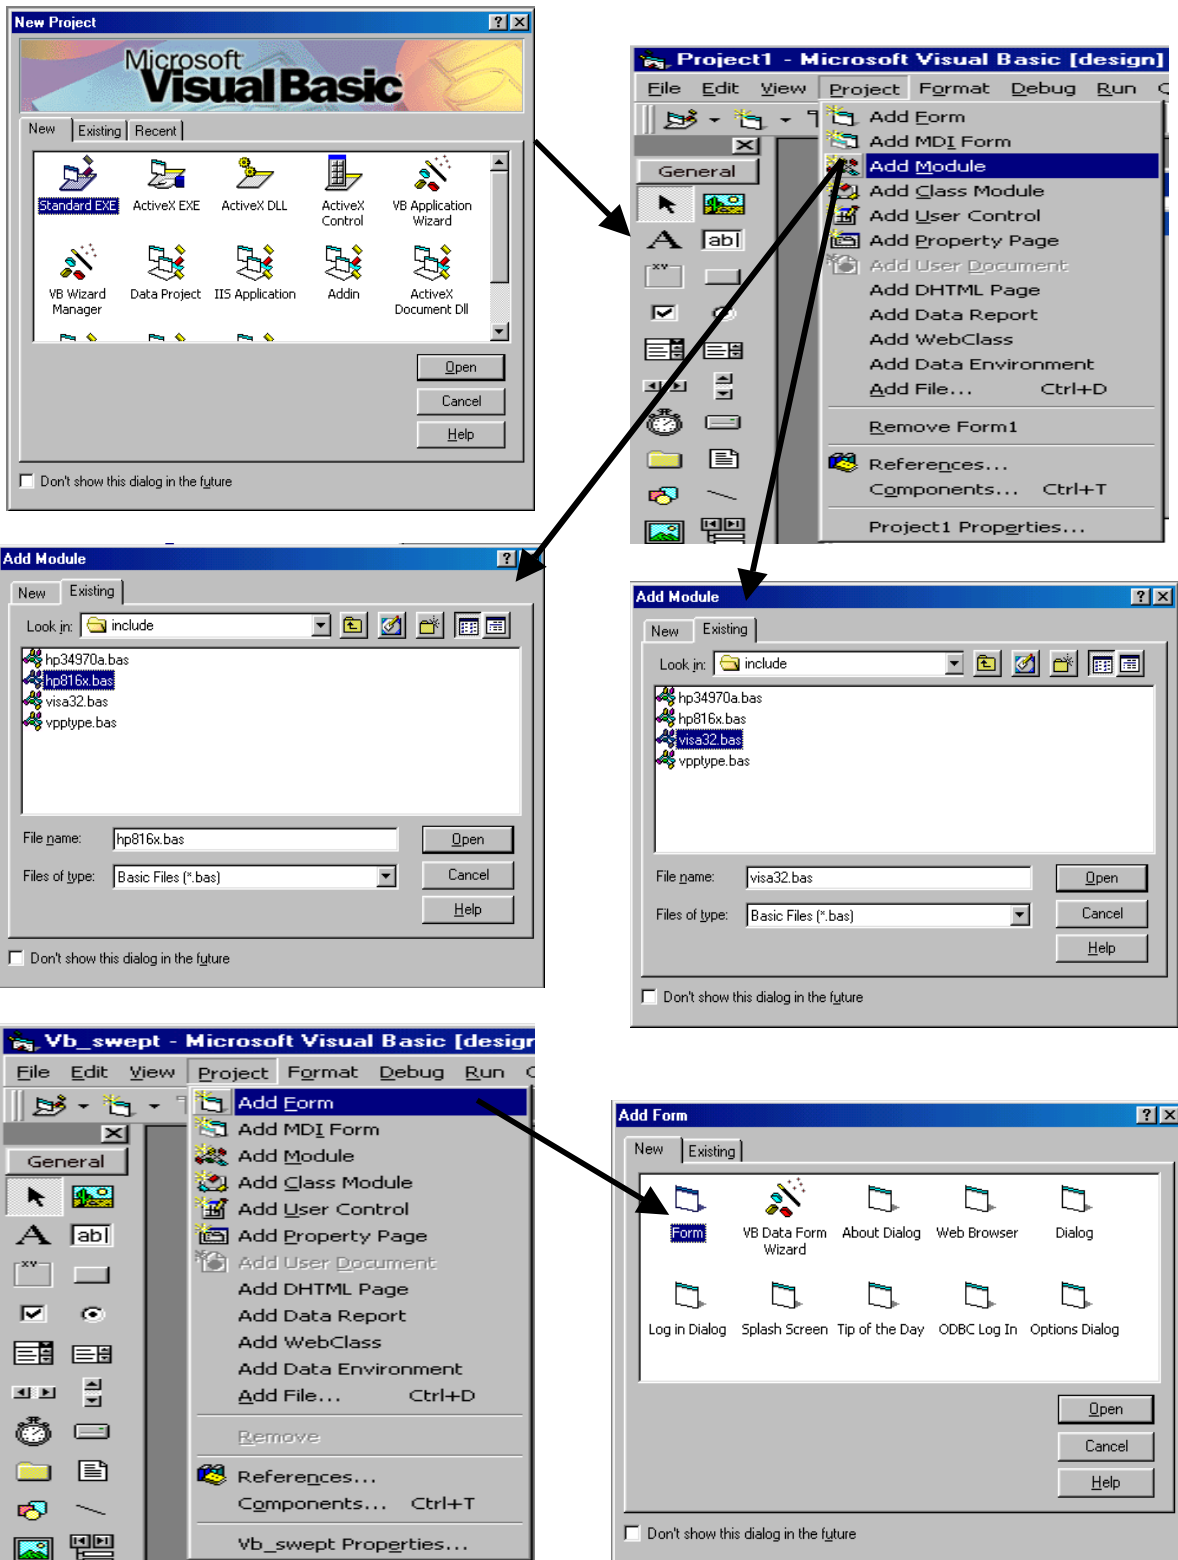 New Project
Microsoft
Visual Basic
New Existing Recent
Standard EXE ActiveX EXE ActiveX DLL ActiveX Control VB Application Wizard
VB Wizard Manager Data Project IIS Application Addin ActiveX Document Dll
Open
Cancel
Help
Don't show this dialog in the future
Project1 - Microsoft Visual Basic [design]
File Edit View Project Format Debug Run
General
Add Form
Add MDI Form
Add Module
Add Class Module
Add User Control
Add Property Page
Add User Document
Add DHTML Page
Add Data Report
Add WebClass
Add Data Environment
Add File... Ctrl+D
Remove Form1
References...
Components... Ctrl+T
Project1 Properties...
A ab|
xv
Add Module
New Existing
Look in: include
hp34970a.bas
hp816x.bas
visa32.bas
vpptype.bas
File name: hp816x.bas
Open
Files of type: Basic Files (*.bas)
Cancel
Help
Don't show this dialog in the future
Add Module
New Existing
Look in: include
hp34970a.bas
hp816x.bas
visa32.bas
vpptype.bas
File name: visa32.bas
Open
Files of type: Basic Files (*.bas)
Cancel
Help
Don't show this dialog in the future
Vb_swept - Microsoft Visual Basic [desigr
File Edit View Project Format Debug Run
General
Add Form
Add MDI Form
Add Module
Add Class Module
Add User Control
Add Property Page
Add User Document
Add DHTML Page
Add Data Report
Add WebClass
Add Data Environment
Add File... Ctrl+D
Remove
References...
Components... Ctrl+T
Vb_swept Properties...
A ab|
xv
Add Form
New Existing
Form VB Data Form Wizard About Dialog Web Browser Dialog
Log in Dialog Splash Screen Tip of the Day ODBC Log In Options Dialog
Open
Cancel
Help
Don't show this dialog in the future